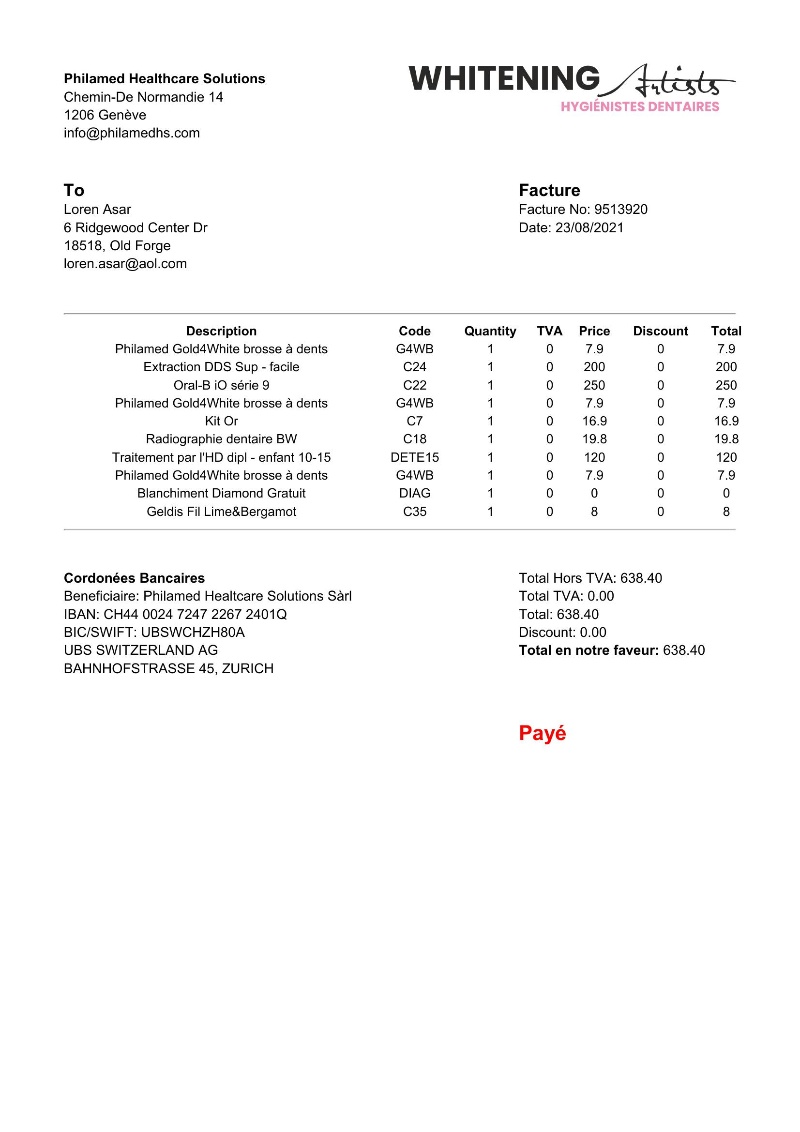 Philamed Healthcare Solutions
Chemin-De Normandie 14
1206 Genève
info@philamedhs.com
WHITENING Artists
HYGIÉNISTES DENTAIRES
To
Loren Asar
6 Ridgewood Center Dr
18518, Old Forge
loren.asar@aol.com
Facture
Facture No: 9513920
Date: 23/08/2021
Description Code Quantity TVA Price Discount Total
Philamed Gold4White brosse à dents G4WB 1 0 7.9 0 7.9
Extraction DDS Sup - facile C24 1 0 200 0 200
Oral-B iO série 9 C22 1 0 250 0 250
Philamed Gold4White brosse à dents G4WB 1 0 7.9 0 7.9
Kit Or C7 1 0 16.9 0 16.9
Radiographie dentaire BW C18 1 0 19.8 0 19.8
Traitement par l'HD dipl - enfant 10-15 DETE15 1 0 120 0 120
Philamed Gold4White brosse à dents G4WB 1 0 7.9 0 7.9
Blanchiment Diamond Gratuit DIAG 1 0 0 0 0
Geldis Fil Lime&Bergamot C35 1 0 8 0 8
Cordonées Bancaires
Beneficiaire: Philamed Healtcare Solutions Sàrl
IBAN: CH44 0024 7247 2267 2401Q
BIC/SWIFT: UBSWCHZH80A
UBS SWITZERLAND AG
BAHNHOFSTRASSE 45, ZURICH
Total Hors TVA: 638.40
Total TVA: 0.00
Total: 638.40
Discount: 0.00
Total en notre faveur: 638.40
Payé